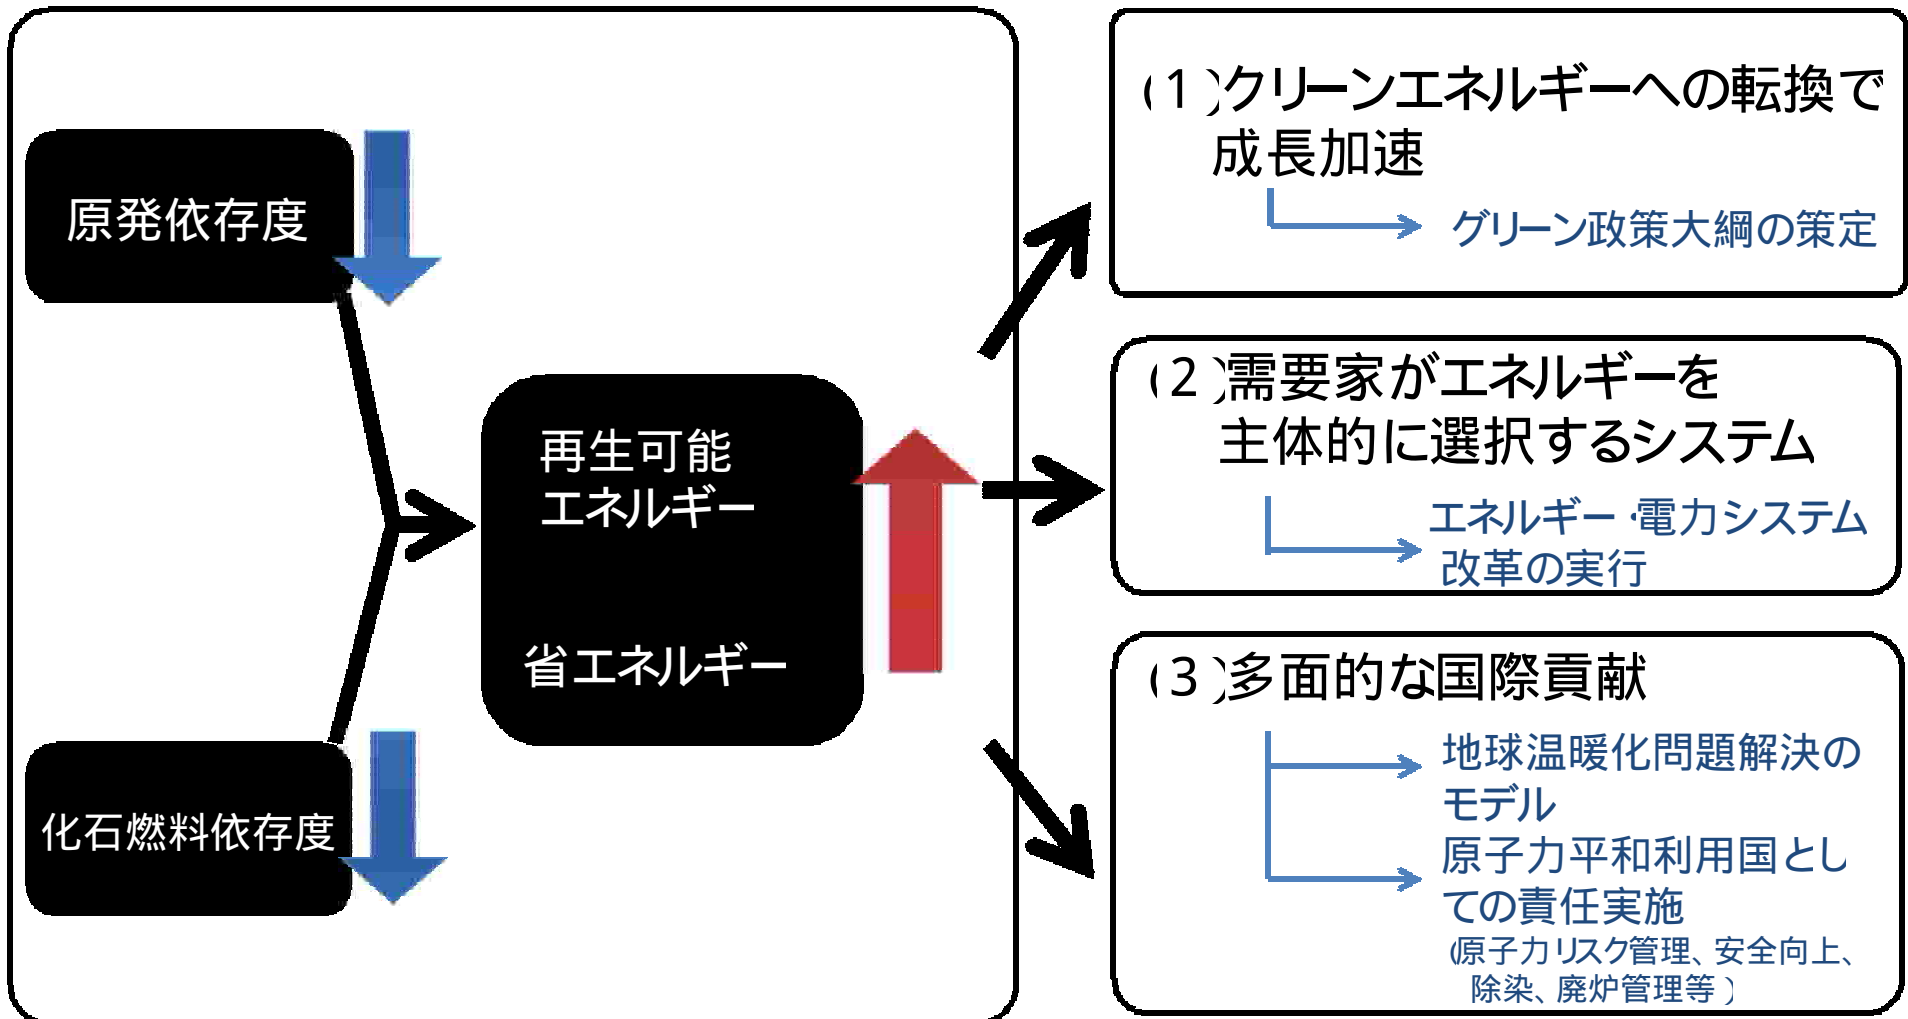 原発依存度
再生可能
エネルギー
省エネルギー
化石燃料依存度
(1)クリーンエネルギーへの転換で
成長加速
グリーン政策大綱の策定
(2)需要家がエネルギーを
主体的に選択するシステム
エネルギー・電力システム
改革の実行
(3)多面的な国際貢献
地球温暖化問題解決の
モデル
原子力平和利用国とし
ての責任実施
(原子力リスク管理、安全向上、
除染、廃炉管理等)